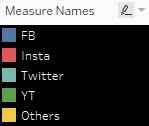 Measure Names
FB
Insta
Twitter
YT
Others